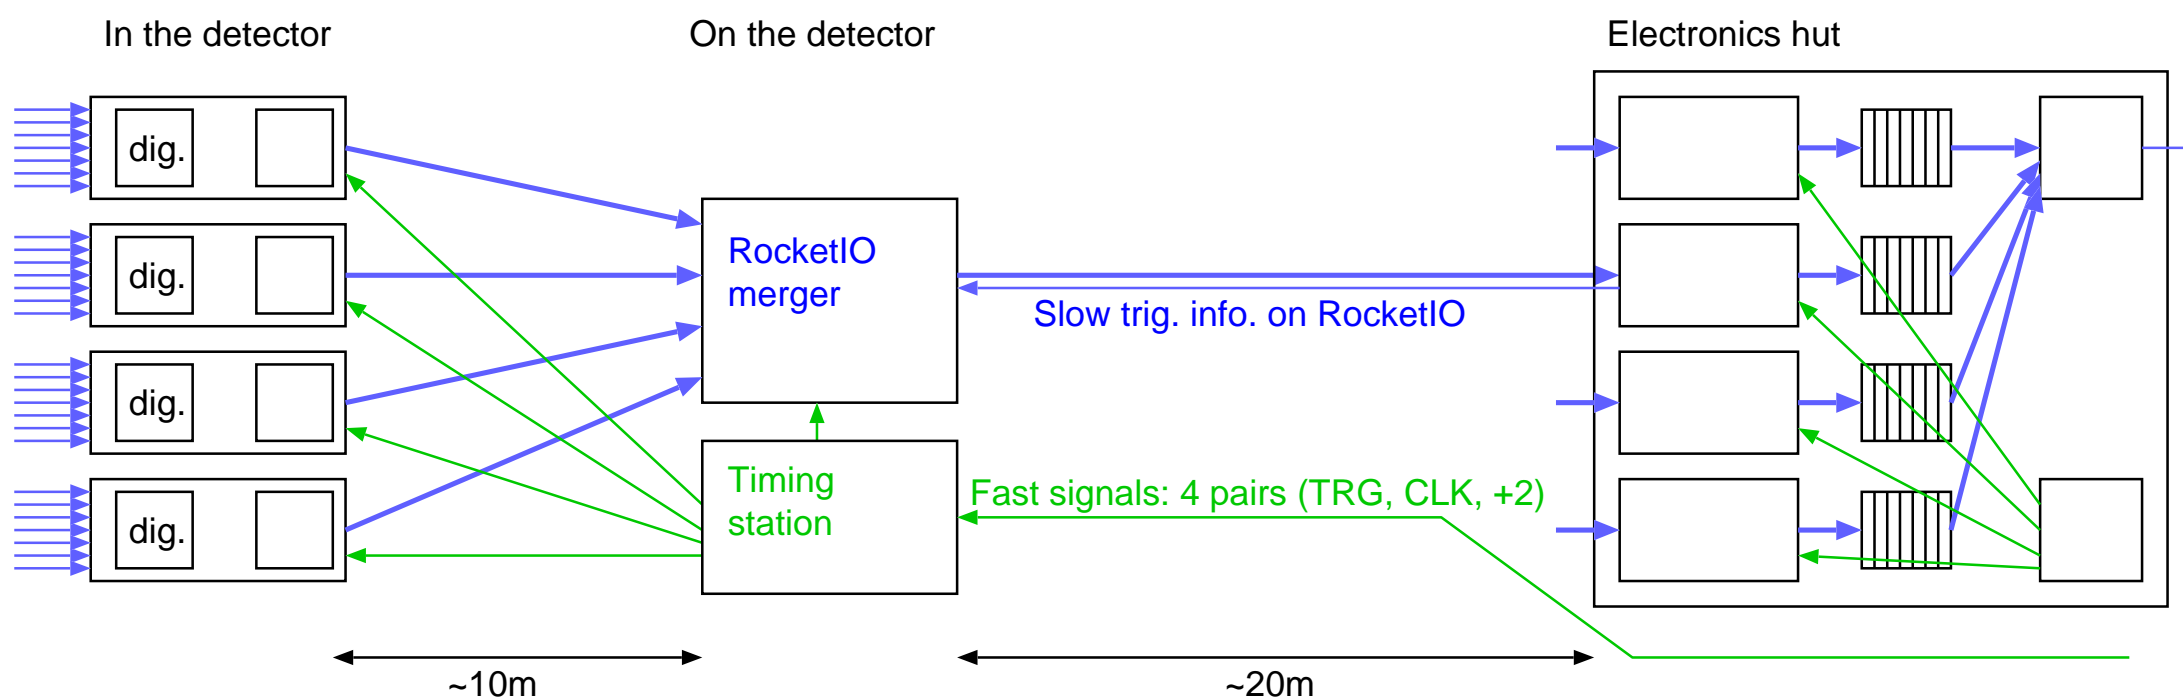 In the detector
On the detector
Electronics hut
dig.
dig.
dig.
dig.
RocketIO
merger
Slow trig. info. on RocketIO
Timing
station
Fast signals: 4 pairs (TRG, CLK, +2)
~10m
~20m